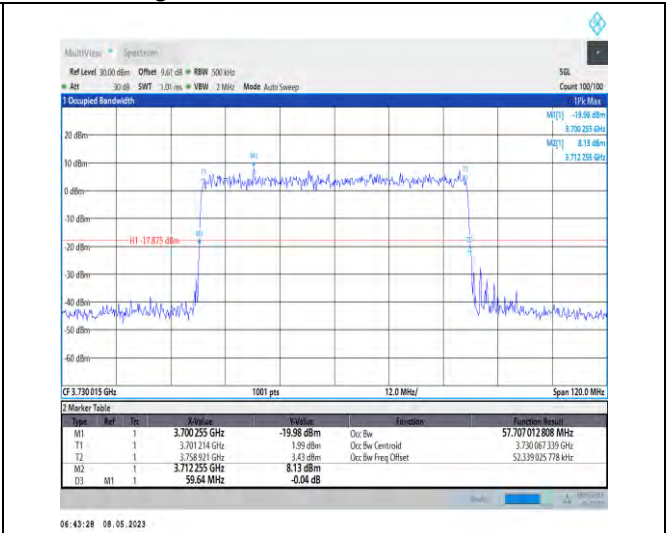 MultiView Spectrum
Ref Level 30.00 dBm Offset 9.61 dB RBW 500 kHz SGL
Att 30 dB SWT 1.01 ms VBW 2 MHz Mode Auto Sweep Count 100/100
1 Occupied Bandwidth 1Pk Max
M1[1] -19.98 dBm
3.700 255 GHz
M2[1] 8.13 dBm
3.712 255 GHz
20 dBm
M2
10 dBm
T1 T2
0 dBm
-10 dBm
M1
H1 -17.875 dBm
-20 dBm
-30 dBm
-40 dBm
-50 dBm
-60 dBm
CF 3.730 015 GHz 1001 pts 12.0 MHz/ Span 120.0 MHz
2 Marker Table
Type Ref Trc X-Value Y-Value Function Function Result
M1 1 3.700 255 GHz -19.98 dBm Occ Bw 57.707 012 808 MHz
T1 1 3.701 214 GHz 1.99 dBm Occ Bw Centroid 3.730 067 339 GHz
T2 1 3.758 921 GHz 3.43 dBm Occ Bw Freq Offset 52.339 025 778 kHz
M2 1 3.712 255 GHz 8.13 dBm
D3 M1 1 59.64 MHz -0.04 dB
06:43:28 08.05.2023